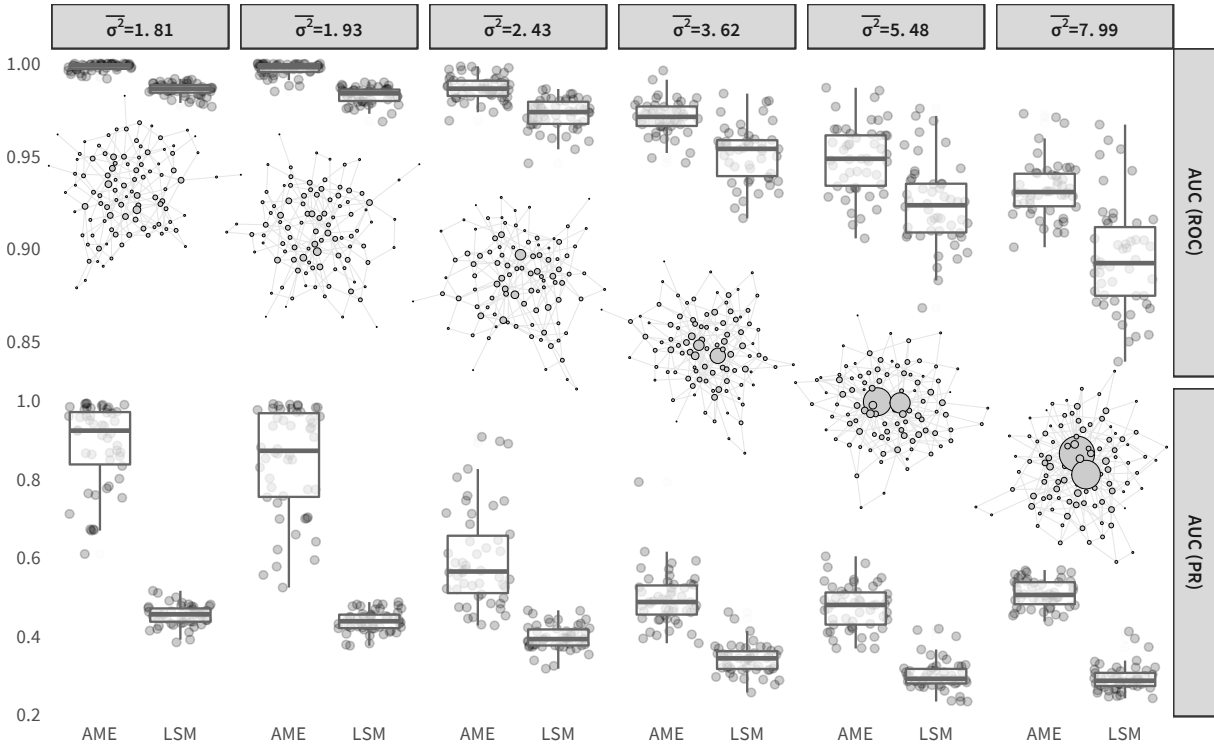 σ²=1.81 σ²=1.93 σ²=2.43 σ²=3.62 σ²=5.48 σ²=7.99
1.00
0.95
0.90
0.85
AUC (ROC)
1.0
0.8
0.6
0.4
0.2
AUC (PR)
AME LSM AME LSM AME LSM AME LSM AME LSM AME LSM